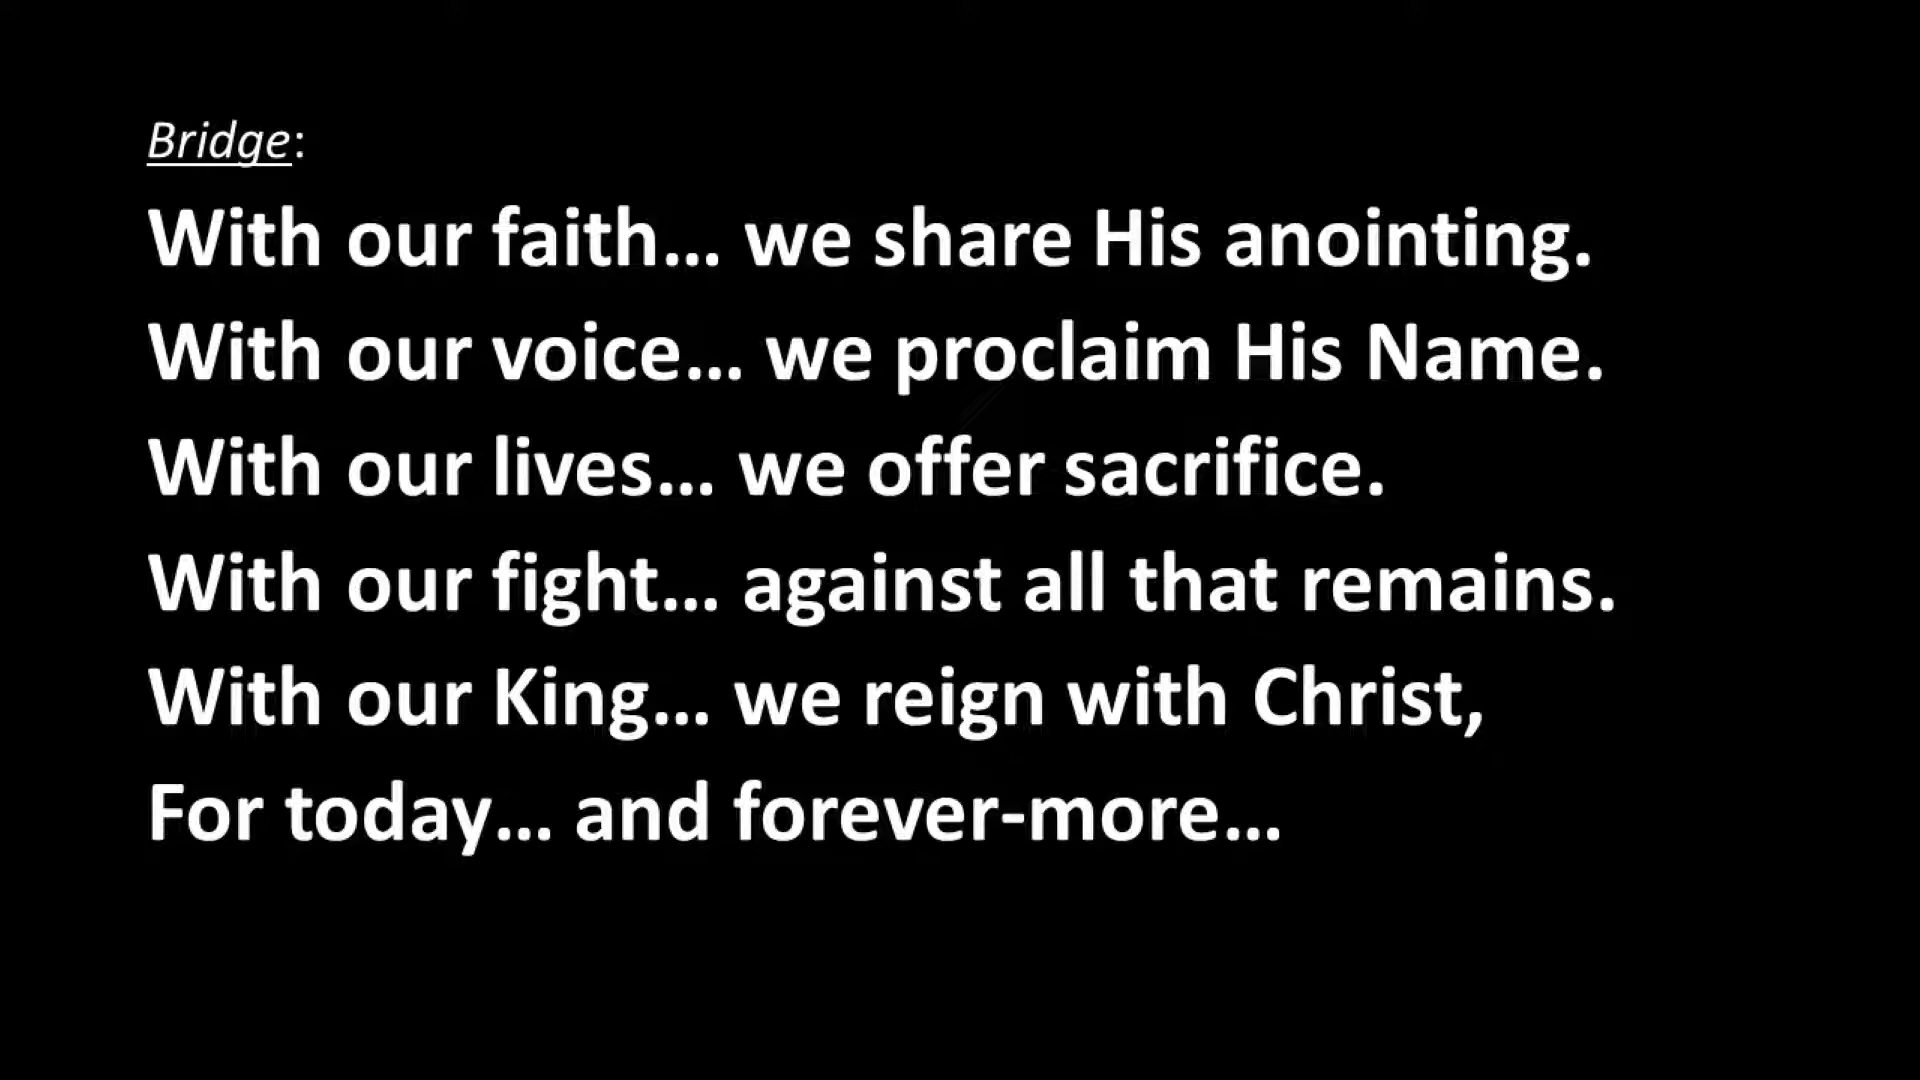 Bridge:
With our faith... we share His anointing.
With our voice... we proclaim His Name.
With our lives... we offer sacrifice.
With our fight... against all that remains.
With our King... we reign with Christ,
For today... and forever-more...